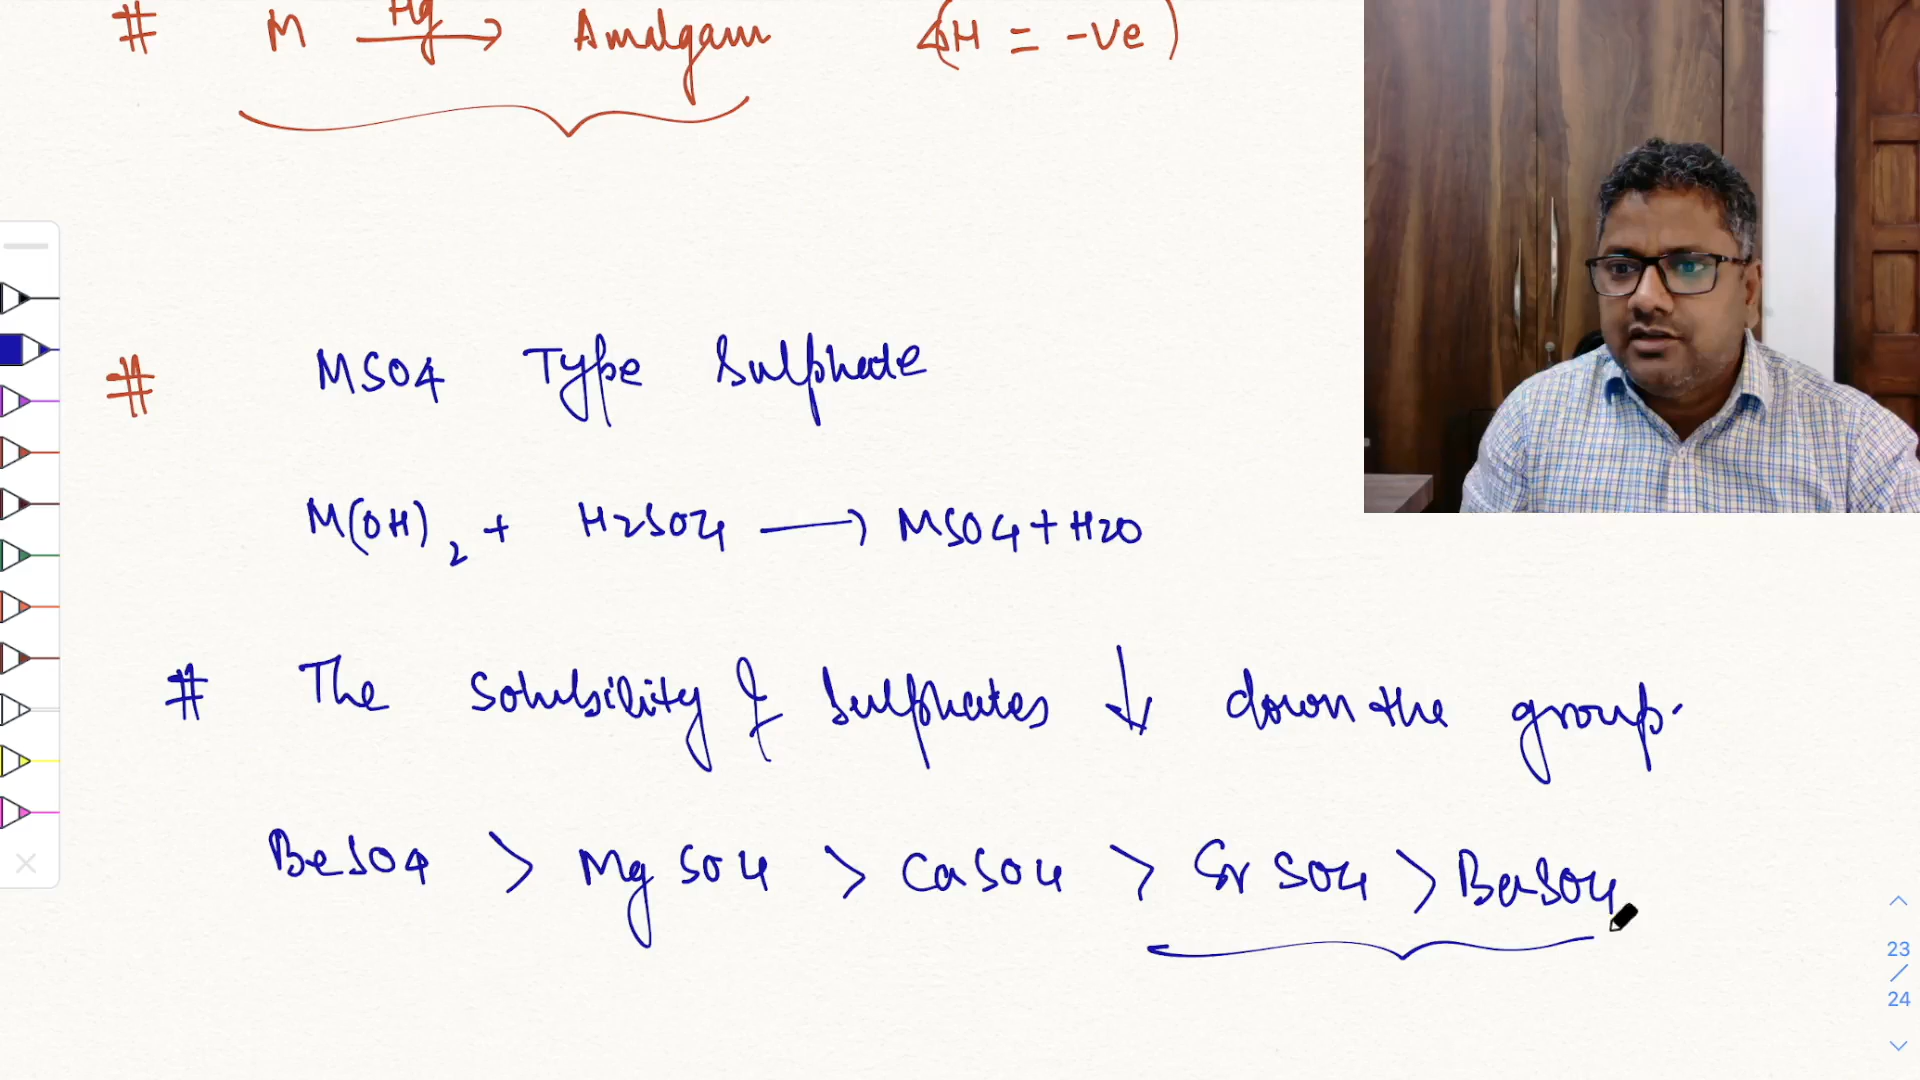 # M Hg → Amalgam (ΔH = -ve)
# MSO4 Type Sulphate
M(OH)2 + H2SO4 → MSO4 + H2O
# The Solubility of Sulphates ↓ down the group.
BeSO4 > MgSO4 > CaSO4 > SrSO4 > BaSO4
23
/
24